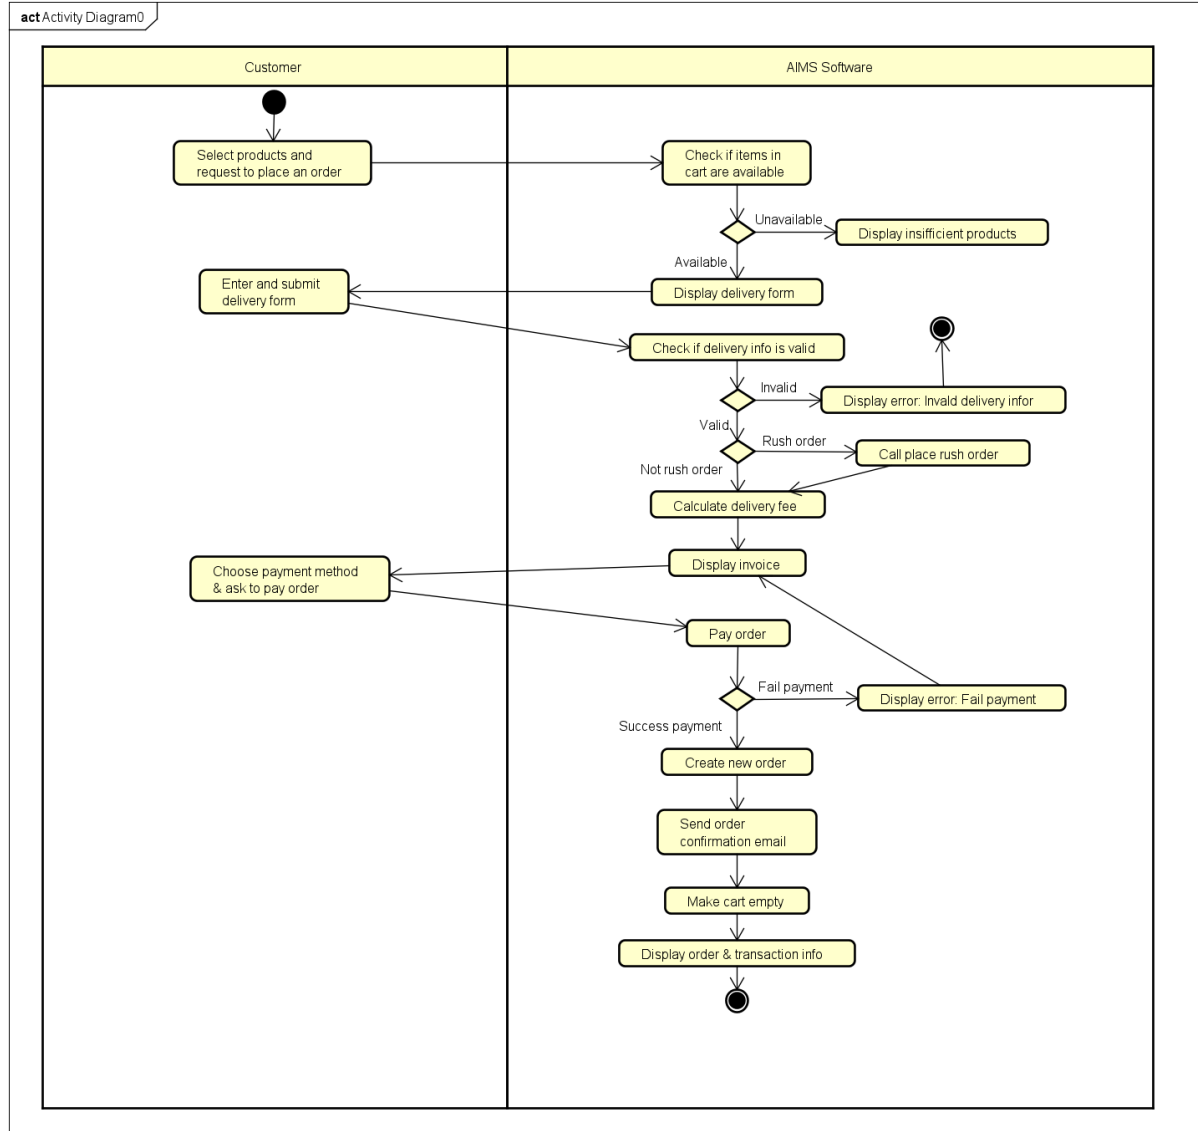 act Activity Diagram0
Customer
AIMS Software
Select products and
request to place an order
Check if items in
cart are available
Unavailable
Display insifficient products
Available
Enter and submit
delivery form
Display delivery form
Check if delivery info is valid
Invalid
Display error: Invald delivery infor
Valid
Rush order
Call place rush order
Not rush order
Calculate delivery fee
Display invoice
Choose payment method
& ask to pay order
Pay order
Fail payment
Display error: Fail payment
Success payment
Create new order
Send order
confirmation email
Make cart empty
Display order & transaction info